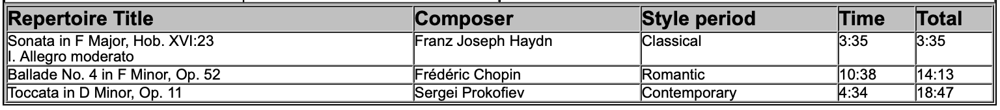 Repertoire Title Composer Style period Time Total
Sonata in F Major, Hob. XVI:23 Franz Joseph Haydn Classical 3:35 3:35
I. Allegro moderato
Ballade No. 4 in F Minor, Op. 52 Frédéric Chopin Romantic 10:38 14:13
Toccata in D Minor, Op. 11 Sergei Prokofiev Contemporary 4:34 18:47